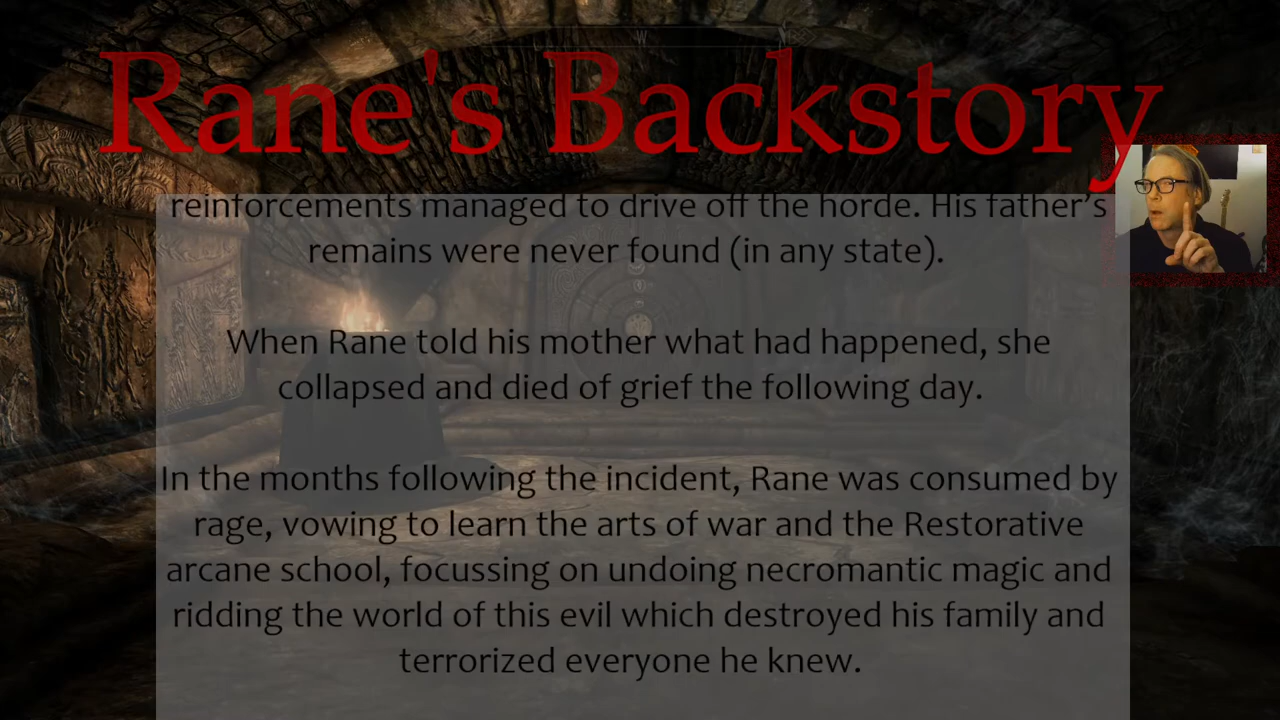 Rane's Backstory
reinforcements managed to drive off the horde. His father’s
remains were never found (in any state).
When Rane told his mother what had happened, she
collapsed and died of grief the following day.
In the months following the incident, Rane was consumed by
rage, vowing to learn the arts of war and the Restorative
arcane school, focussing on undoing necromantic magic and
ridding the world of this evil which destroyed his family and
terrorized everyone he knew.